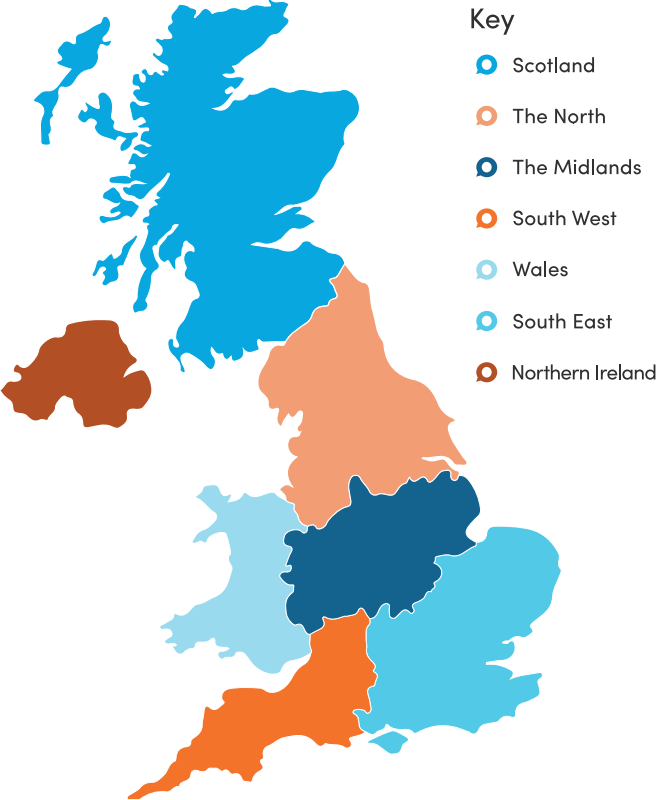 Key
Scotland
The North
The Midlands
South West
Wales
South East
Northern Ireland